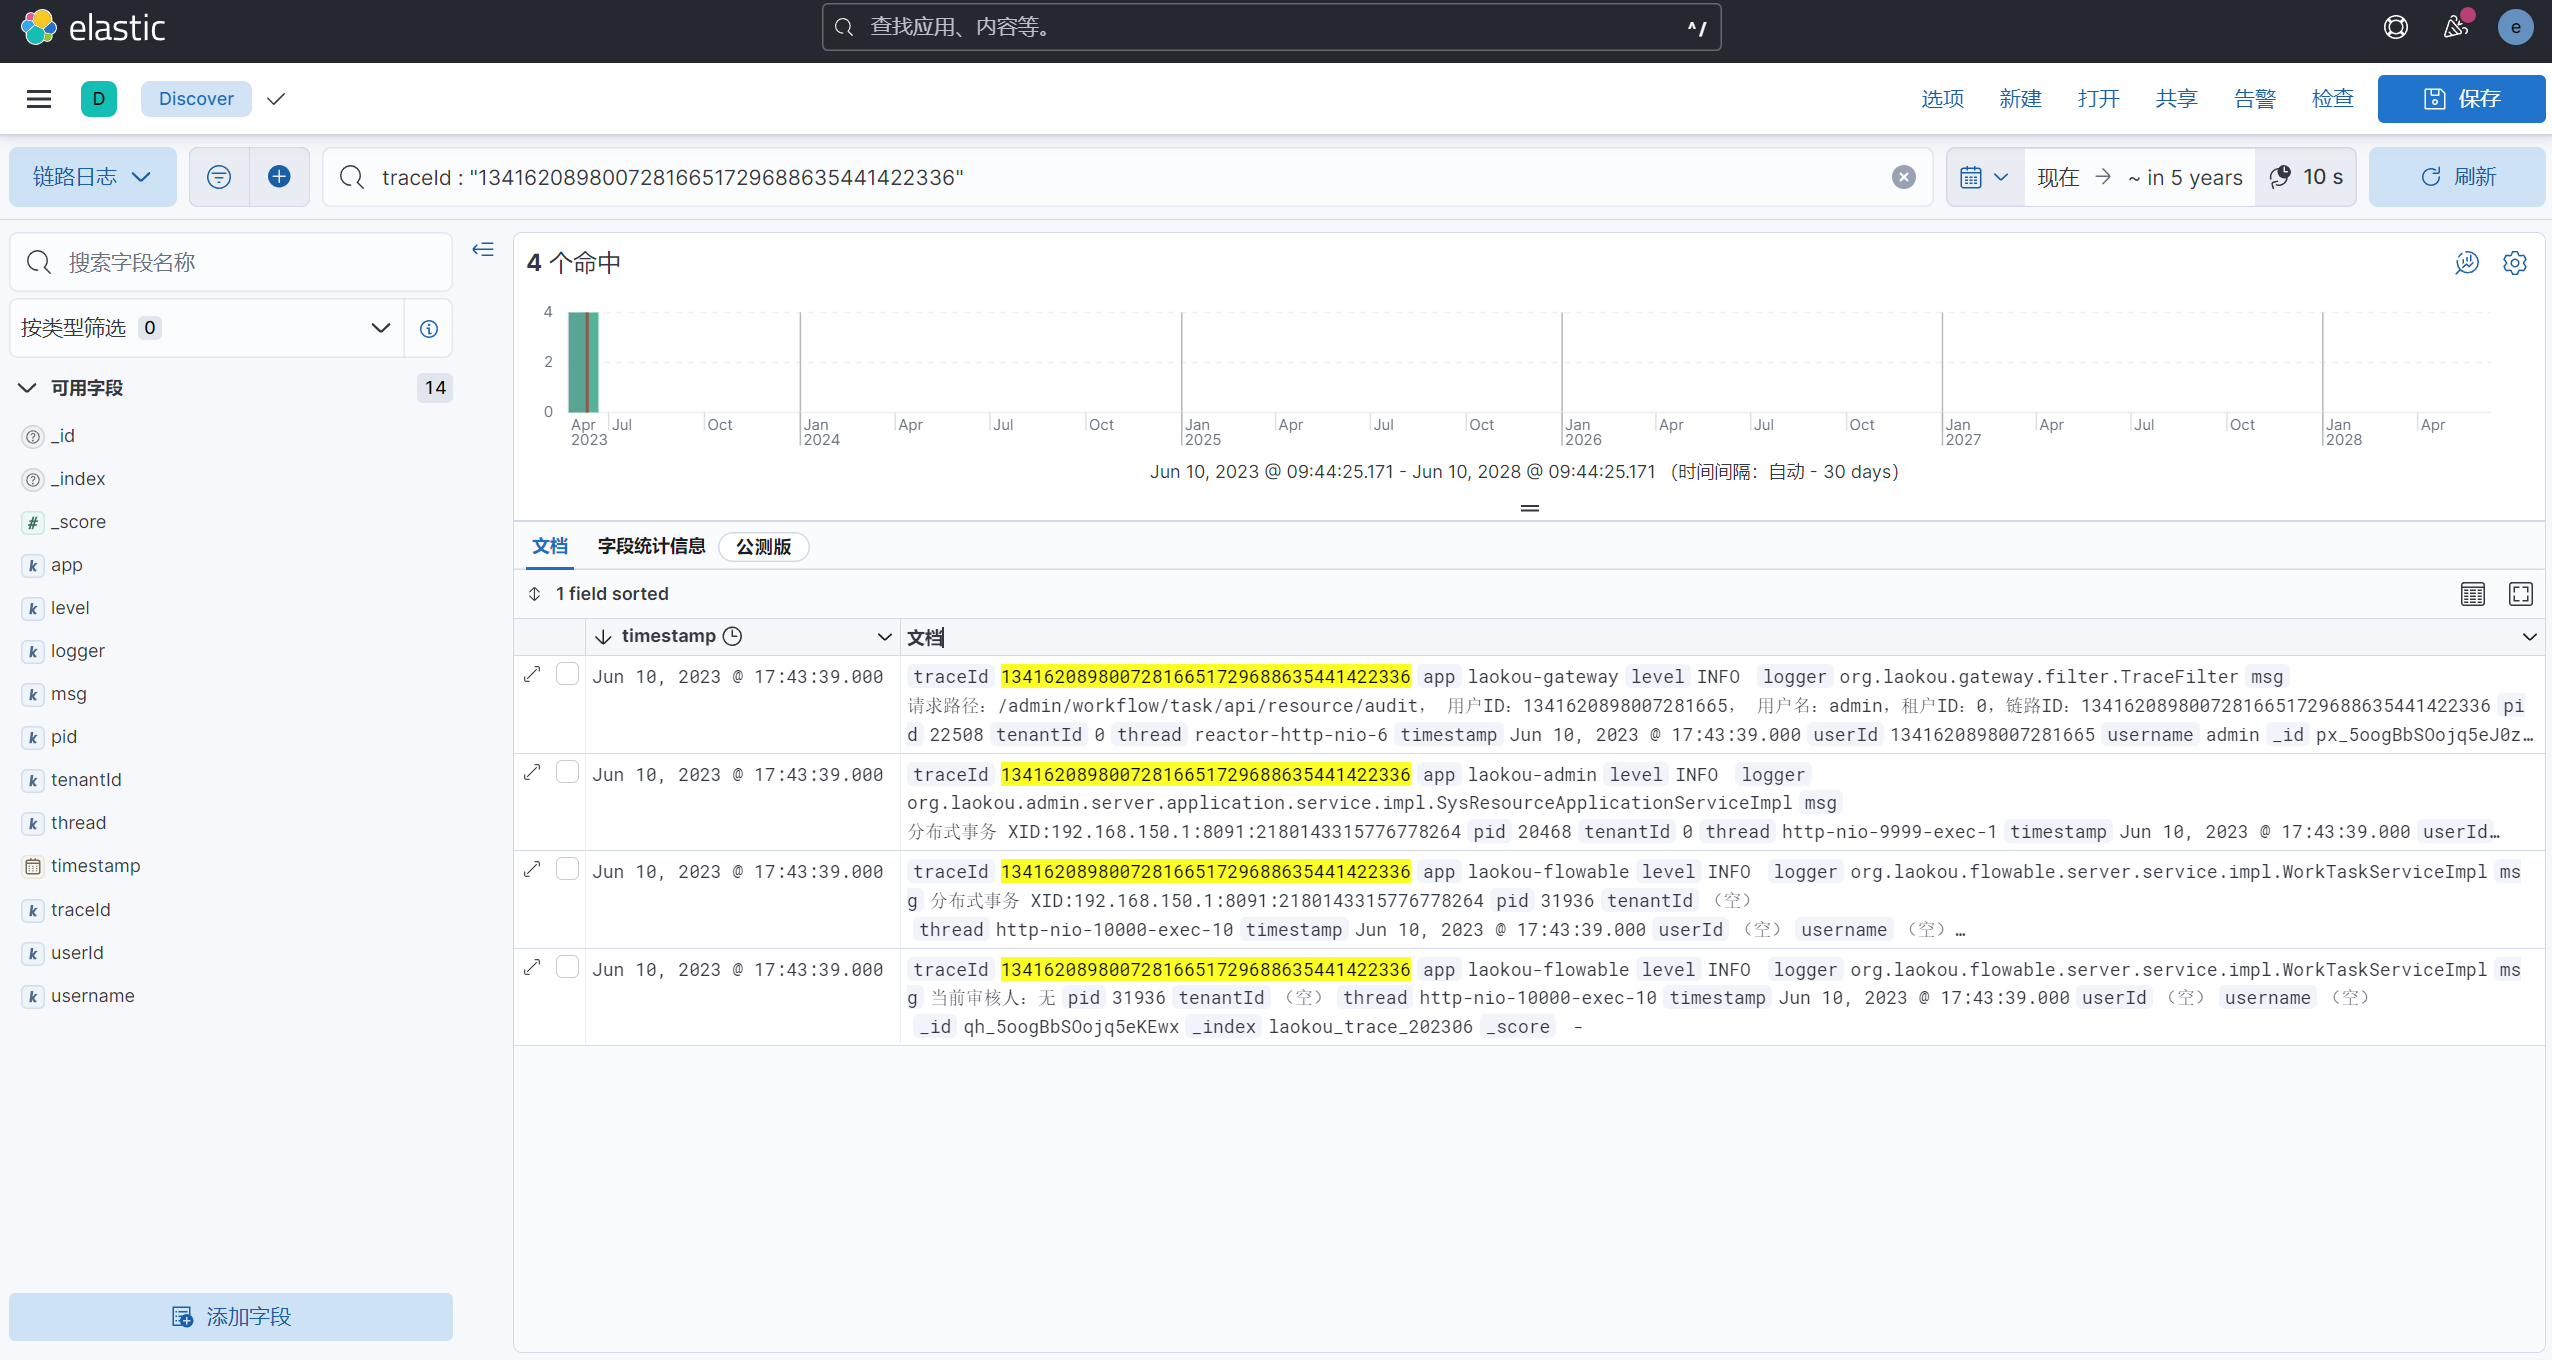 elastic
查找应用、内容等。
^/
e
D
Discover
选项
新建
打开
共享
告警
检查
保存
链路日志
traceId : "1341620898007281665172968863544142​2336"
现在 → ~ in 5 years
10 s
刷新
搜索字段名称
按类型筛选 0
可用字段 14
_id
_index
_score
app
level
logger
msg
pid
tenantId
thread
timestamp
traceId
userId
username
添加字段
4 个命中
4
2
0
Apr 2023 Jul Oct Jan 2024 Apr Jul Oct Jan 2025 Apr Jul Oct Jan 2026 Apr Jul Oct Jan 2027 Apr Jul Oct Jan 2028 Apr
Jun 10, 2023 @ 09:44:25.171 - Jun 10, 2028 @ 09:44:25.171 （时间间隔：自动 - 30 days）
文档 字段统计信息 公测版
1 field sorted
timestamp 文档
Jun 10, 2023 @ 17:43:39.000
traceId 13416208980072816651729688635441422336 app laokou-gateway level INFO logger org.laokou.gateway.filter.TraceFilter msg
请求路径：/admin/workflow/task/api/resource/audit， 用户ID：1341620898007281665， 用户名：admin，租户ID：0，链路ID：13416208980072816651729688635441422336 pi
d 22508 tenantId 0 thread reactor-http-nio-6 timestamp Jun 10, 2023 @ 17:43:39.000 userId 1341620898007281665 username admin _id px_5oogBbSOojq5eJ0z…
Jun 10, 2023 @ 17:43:39.000
traceId 13416208980072816651729688635441422336 app laokou-admin level INFO logger
org.laokou.admin.server.application.service.impl.SysResourceApplicationServiceImpl msg
分布式事务 XID:192.168.150.1:8091:2180143315776778264 pid 20468 tenantId 0 thread http-nio-9999-exec-1 timestamp Jun 10, 2023 @ 17:43:39.000 userId…
Jun 10, 2023 @ 17:43:39.000
traceId 13416208980072816651729688635441422336 app laokou-flowable level INFO logger org.laokou.flowable.server.service.impl.WorkTaskServiceImpl ms
g 分布式事务 XID:192.168.150.1:8091:2180143315776778264 pid 31936 tenantId （空）
thread http-nio-10000-exec-10 timestamp Jun 10, 2023 @ 17:43:39.000 userId （空） username （空）…
Jun 10, 2023 @ 17:43:39.000
traceId 13416208980072816651729688635441422336 app laokou-flowable level INFO logger org.laokou.flowable.server.service.impl.WorkTaskServiceImpl ms
g 当前审核人：无 pid 31936 tenantId （空） thread http-nio-10000-exec-10 timestamp Jun 10, 2023 @ 17:43:39.000 userId （空） username （空）
_id qh_5oogBbSOojq5eKEwx _index laokou_trace_202306 _score -